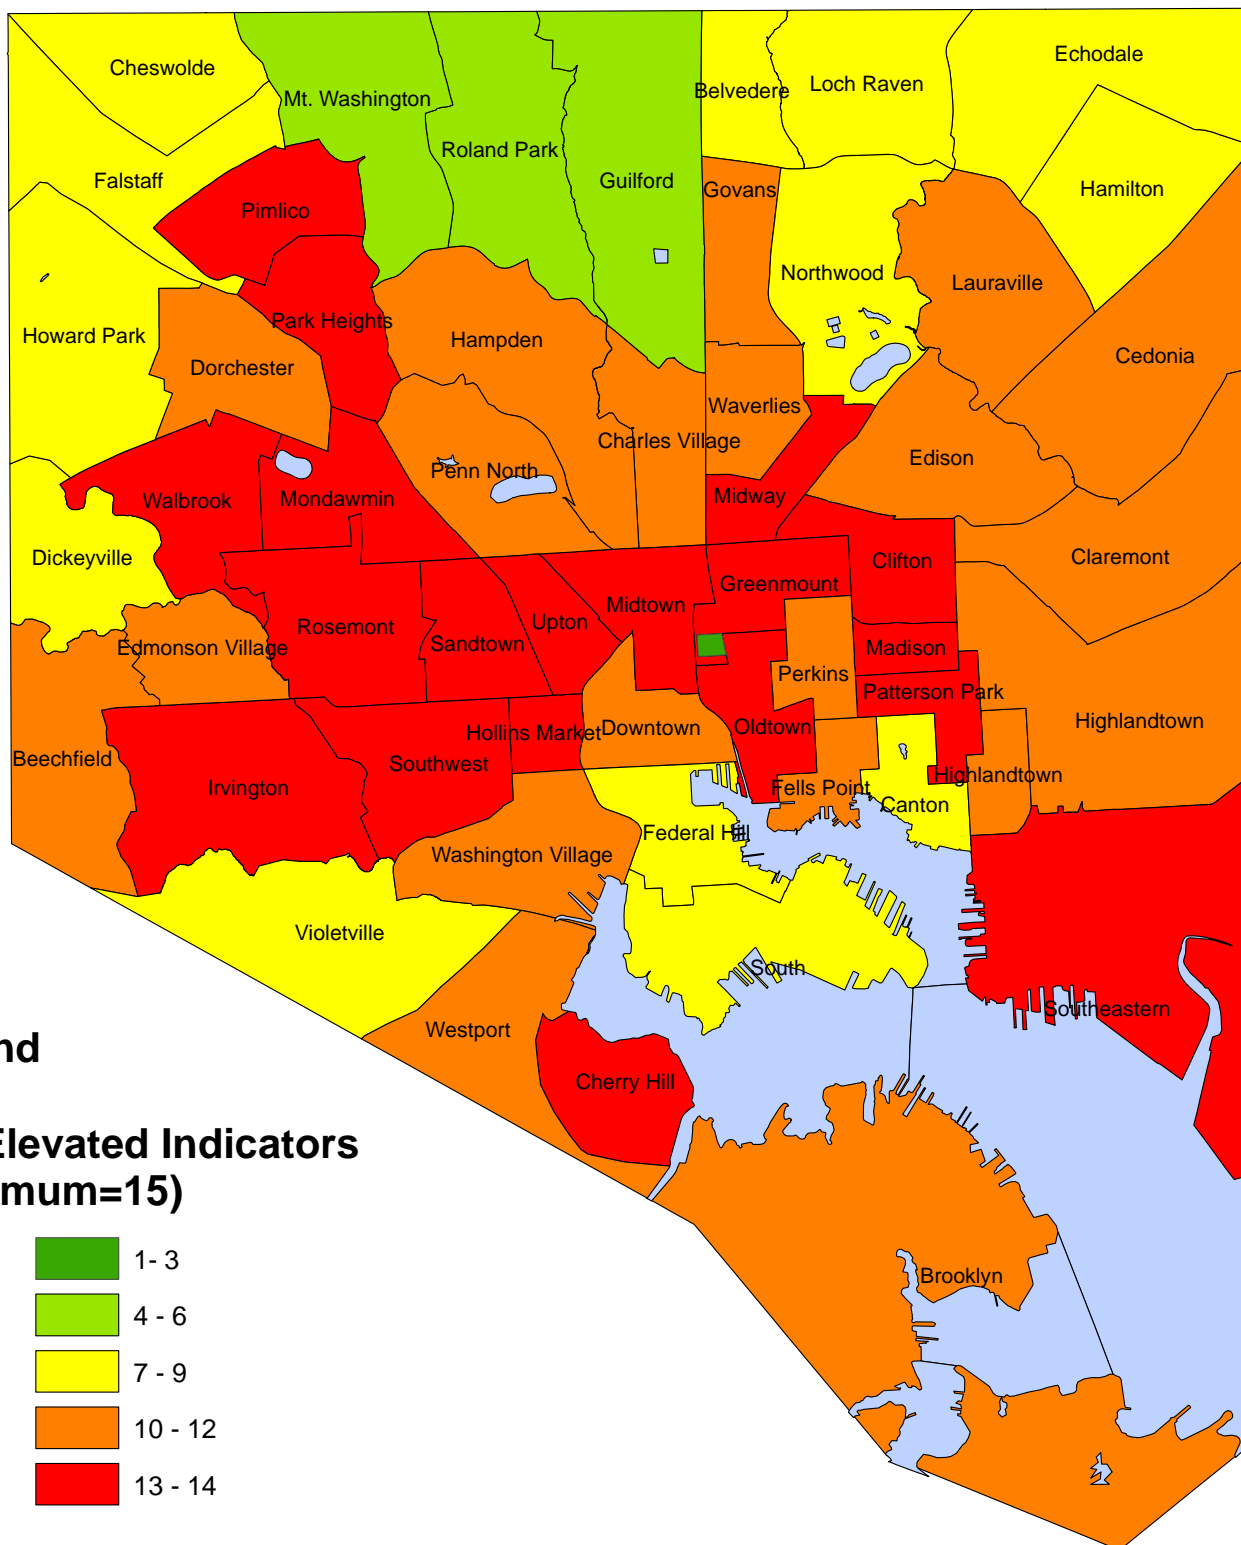 Cheswolde
Mt. Washington
Roland Park
Guilford
Belvedere
Loch Raven
Echodale
Falstaff
Pimlico
Govans
Hamilton
Northwood
Lauraville
Howard Park
Park Heights
Dorchester
Hampden
Cedonia
Waverlies
Charles Village
Edison
Penn North
Walbrook
Mondawmin
Midway
Dickeyville
Clifton
Claremont
Greenmount
Midtown
Upton
Rosemont
Sandtown
Edmonson Village
Madison
Perkins
Patterson Park
Highlandtown
Oldtown
Downtown
Hollins Market
Beechfield
Southwest
Irvington
Highlandtown
Fells Point
Canton
Federal Hill
Washington Village
Violetville
South
Southeastern
Westport
Cherry Hill
Brooklyn
nd
Elevated Indicators
mum=15)
1- 3
4 - 6
7 - 9
10 - 12
13 - 14